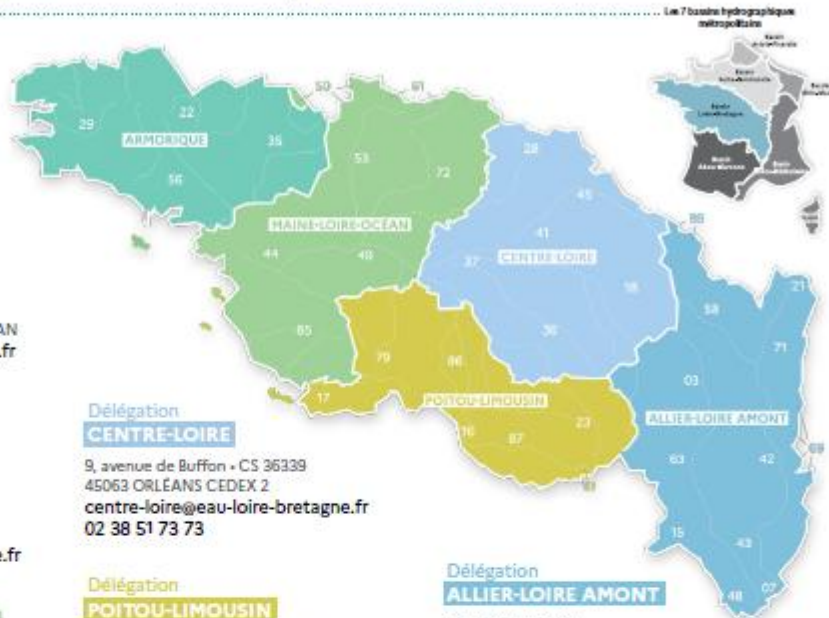 Les 7 bassins hydrographiques
métropolitains
50
61
29
22
35
ARMORIQUE
56
53
72
28
45
MAINE-LOIRE-OCÉAN
41
44
49
37
CENTRE-LOIRE
18
36
89
58
21
71
85
79
86
03
17
POITOU-LIMOUSIN
16
87
23
ALLIER-LOIRE AMONT
63
42
69
15
43
48
07
AN
.fr
Délégation
CENTRE-LOIRE
9, avenue de Buffon • CS 36339
45063 ORLÉANS CEDEX 2
centre-loire@eau-loire-bretagne.fr
02 38 51 73 73
e.fr
Délégation
POITOU-LIMOUSIN
Délégation
ALLIER-LOIRE AMONT